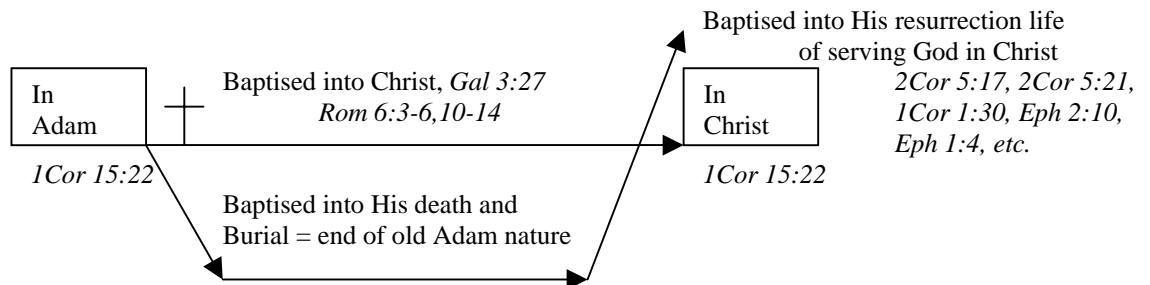 Baptised into His resurrection life
of serving God in Christ
2Cor 5:17, 2Cor 5:21,
1Cor 1:30, Eph 2:10,
Eph 1:4, etc.
In
Adam
1Cor 15:22
Baptised into Christ, Gal 3:27
Rom 6:3-6,10-14
In
Christ
1Cor 15:22
Baptised into His death and
Burial = end of old Adam nature